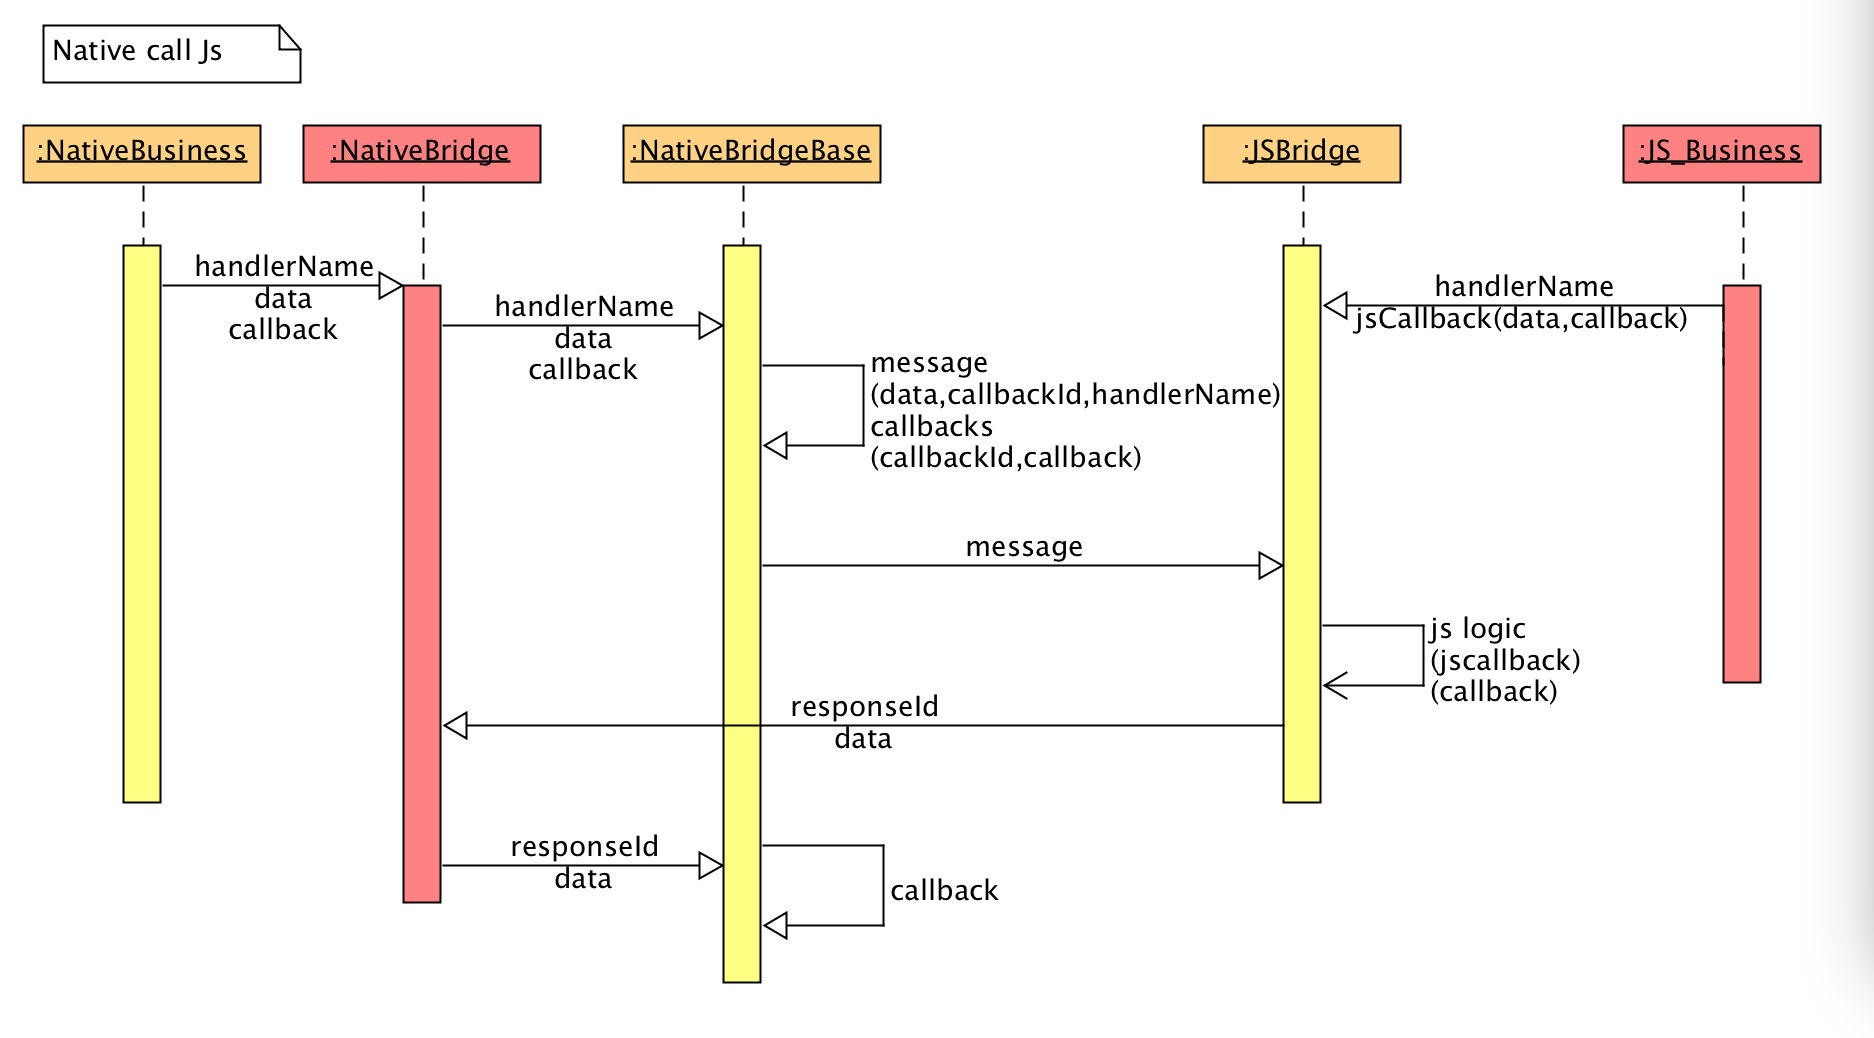 Native call Js
:NativeBusiness
:NativeBridge
:NativeBridgeBase
:JSBridge
:JS_Business
handlerName
data
callback
handlerName
data
callback
handlerName
jsCallback(data,callback)
message
(data,callbackId,handlerName)
callbacks
(callbackId,callback)
message
js logic
(jscallback)
(callback)
responseId
data
responseId
data
callback